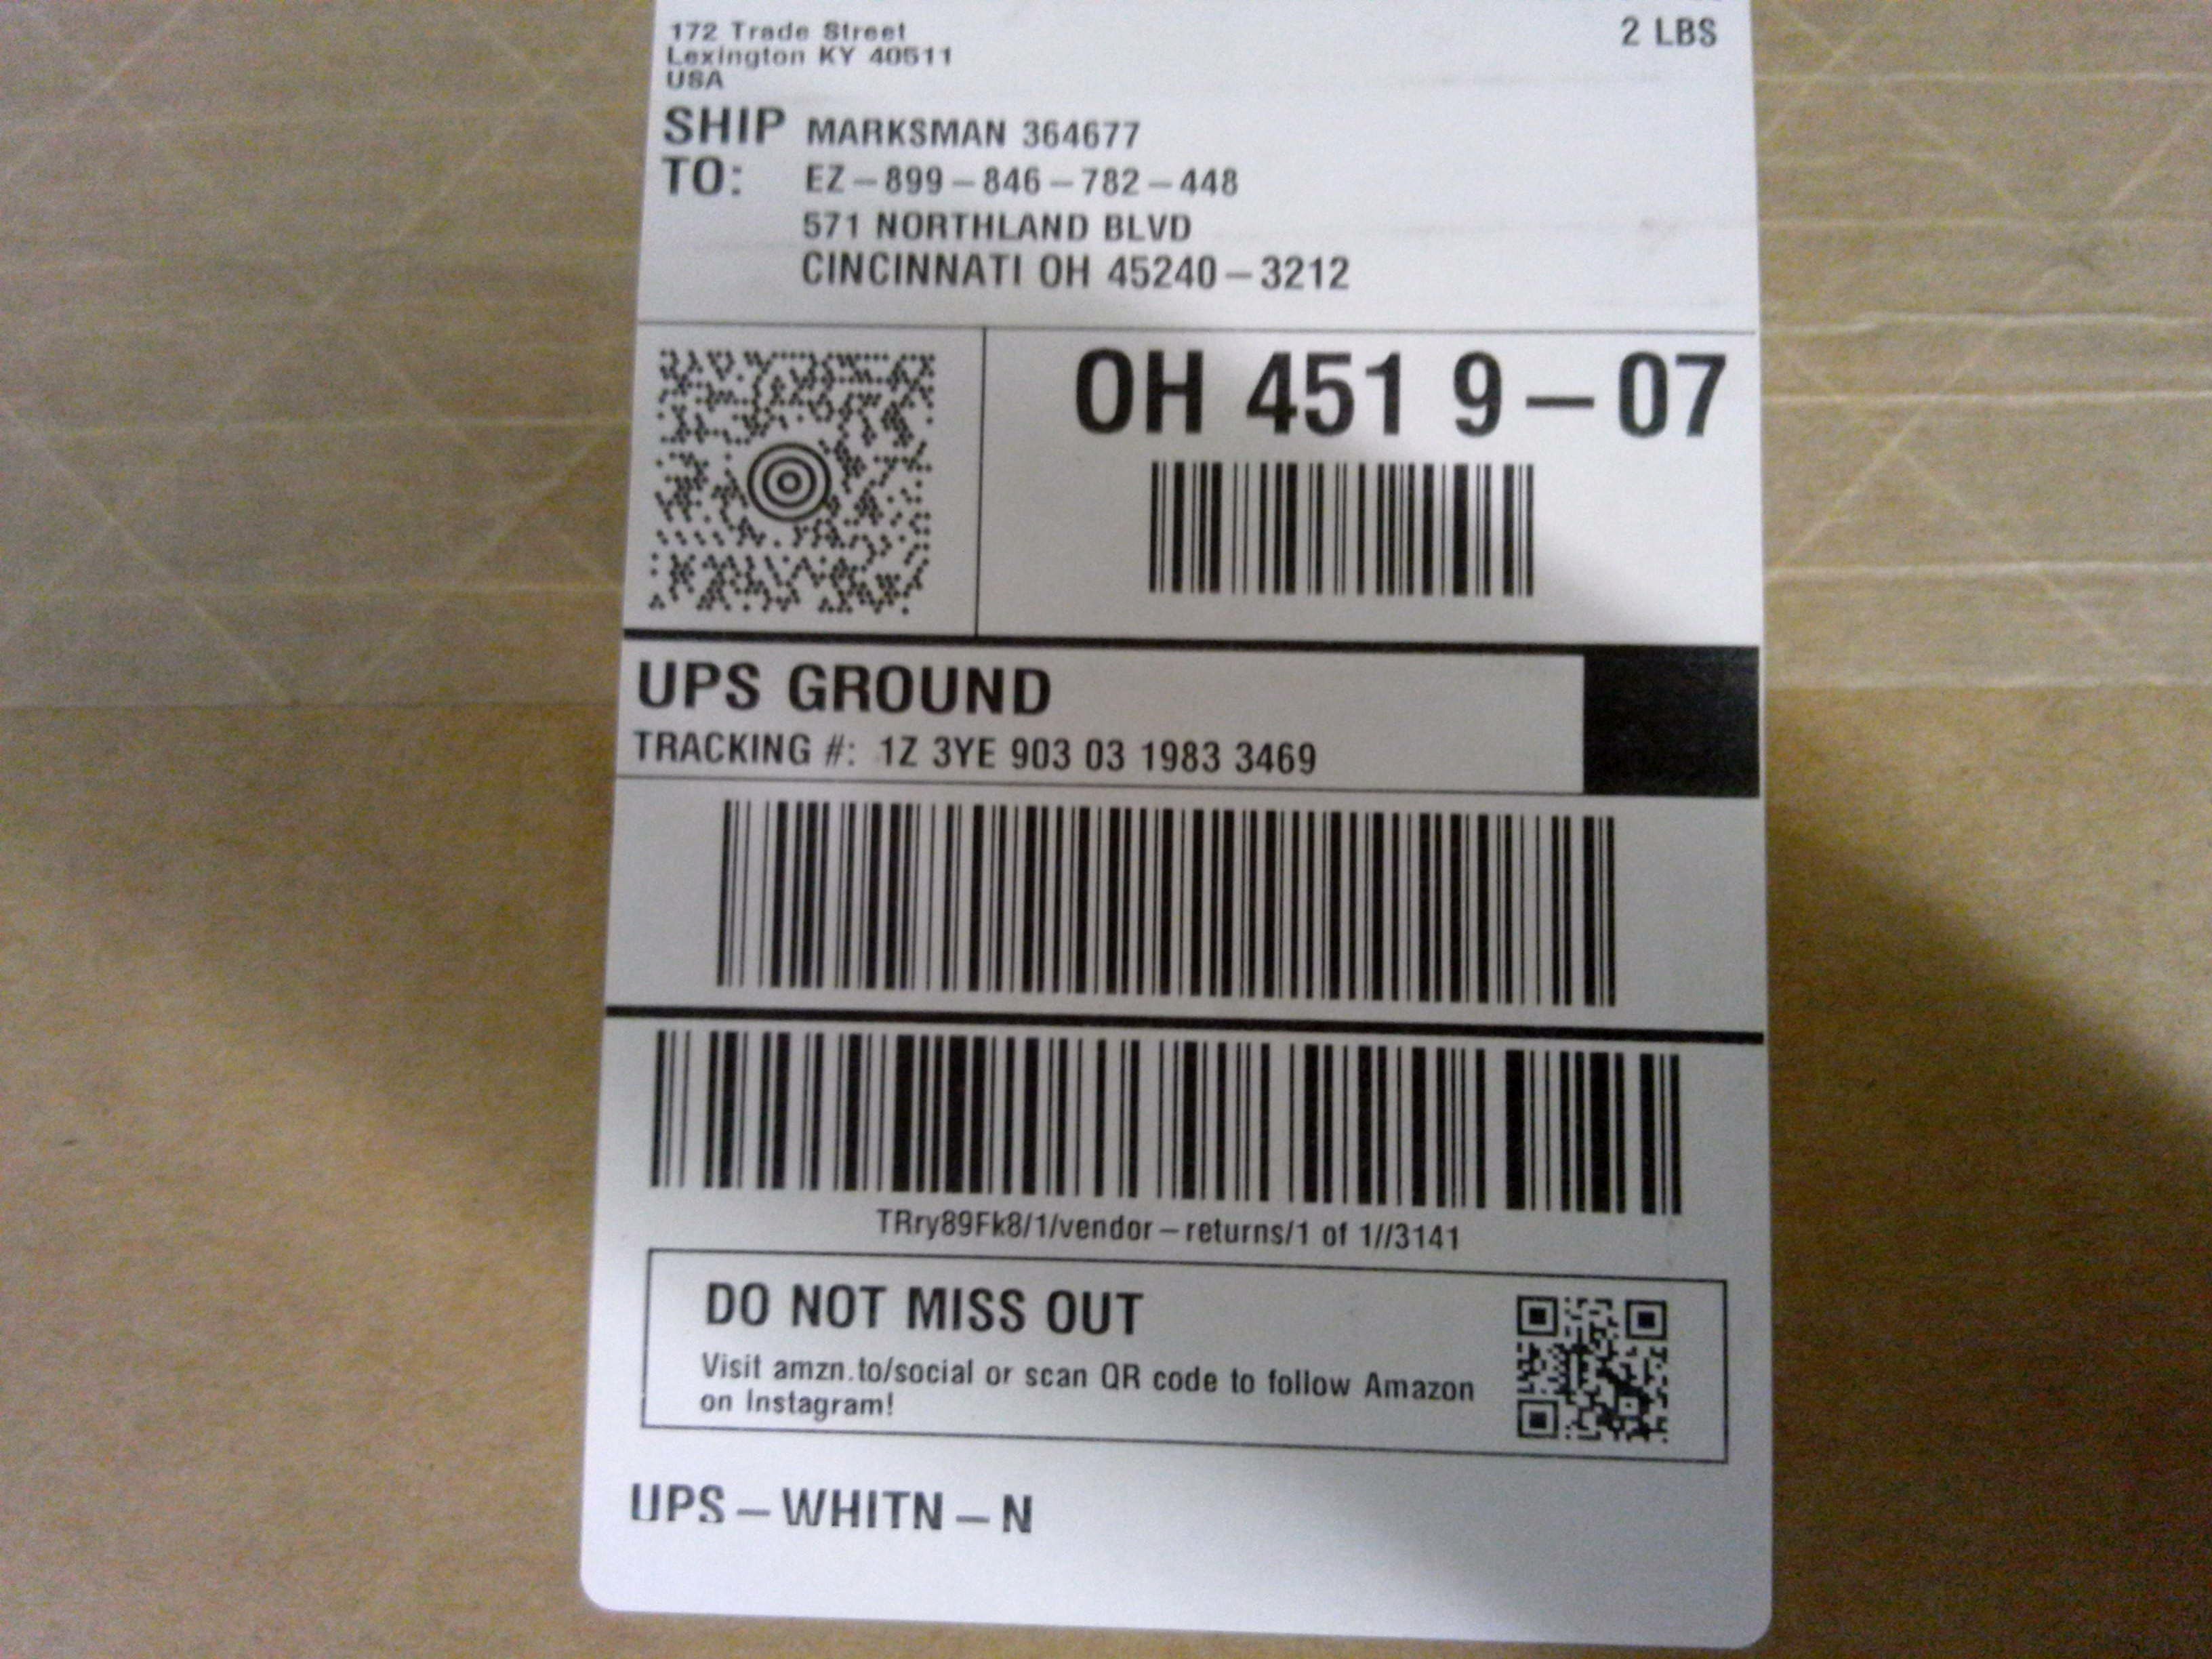 172 Trade Street
Lexington KY 40511
USA
2 LBS
SHIP TO:
MARKSMAN 364677
EZ-899-846-782-448
571 NORTHLAND BLVD
CINCINNATI OH 45240-3212
OH 451 9-07
UPS GROUND
TRACKING #: 1Z 3YE 903 03 1983 3469
TRry89Fk8/1/vendor-returns/1 of 1//3141
DO NOT MISS OUT
Visit amzn.to/social or scan QR code to follow Amazon
on Instagram!
UPS-WHITN-N